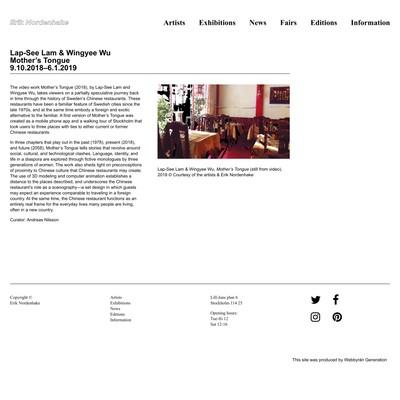 Erik Nordenhake
Artists Exhibitions News Fairs Editions Information
Lap-See Lam & Wingyee Wu
Mother's Tongue
9.10.2018–6.1.2019
The video work Mother's Tongue (2018), by Lap-See Lam and
Wingyee Wu, takes viewers on a partially speculative journey back
in time through the history of Sweden's Chinese restaurants. These
restaurants have been a familiar feature of Swedish cities since the
late 1970s, and at the same time embody a foreign and exotic
alternative to the familiar. A first version of Mother's Tongue was
created as a mobile phone app and a walking tour of Stockholm that
took users to three places with ties to either current or former
Chinese restaurants.
In three chapters that play out in the past (1978), present (2018),
and future (2058), Mother's Tongue tells stories that revolve around
social, cultural, and technological clashes. Language, identity, and
life in a diaspora are explored through fictive monologues by three
generations of women. The work also sheds light on preconceptions
of proximity to Chinese culture that Chinese restaurants may create.
The use of 3D modeling and computer animation establishes a
distance to the places described, and underscores the Chinese
restaurant's role as a scenography—a set design in which guests
may expect an experience comparable to traveling in a foreign
country. At the same time, the Chinese restaurant functions as an
entirely real frame for the everyday lives many people are living,
often in a new country.
Curator: Andreas Nilsson
Lap-See Lam & Wingyee Wu, Mother's Tongue (still from video),
2018 © Courtesy of the artists & Erik Nordenhake
Copyright ©
Erik Nordenhake
Artists
Exhibitions
News
Editions
Information
Lill-Jans plan 6
Stockholm 114 25
Opening hours:
Tue-fri 12
Sat 12-16
This site was produced by Webbyrån Generation